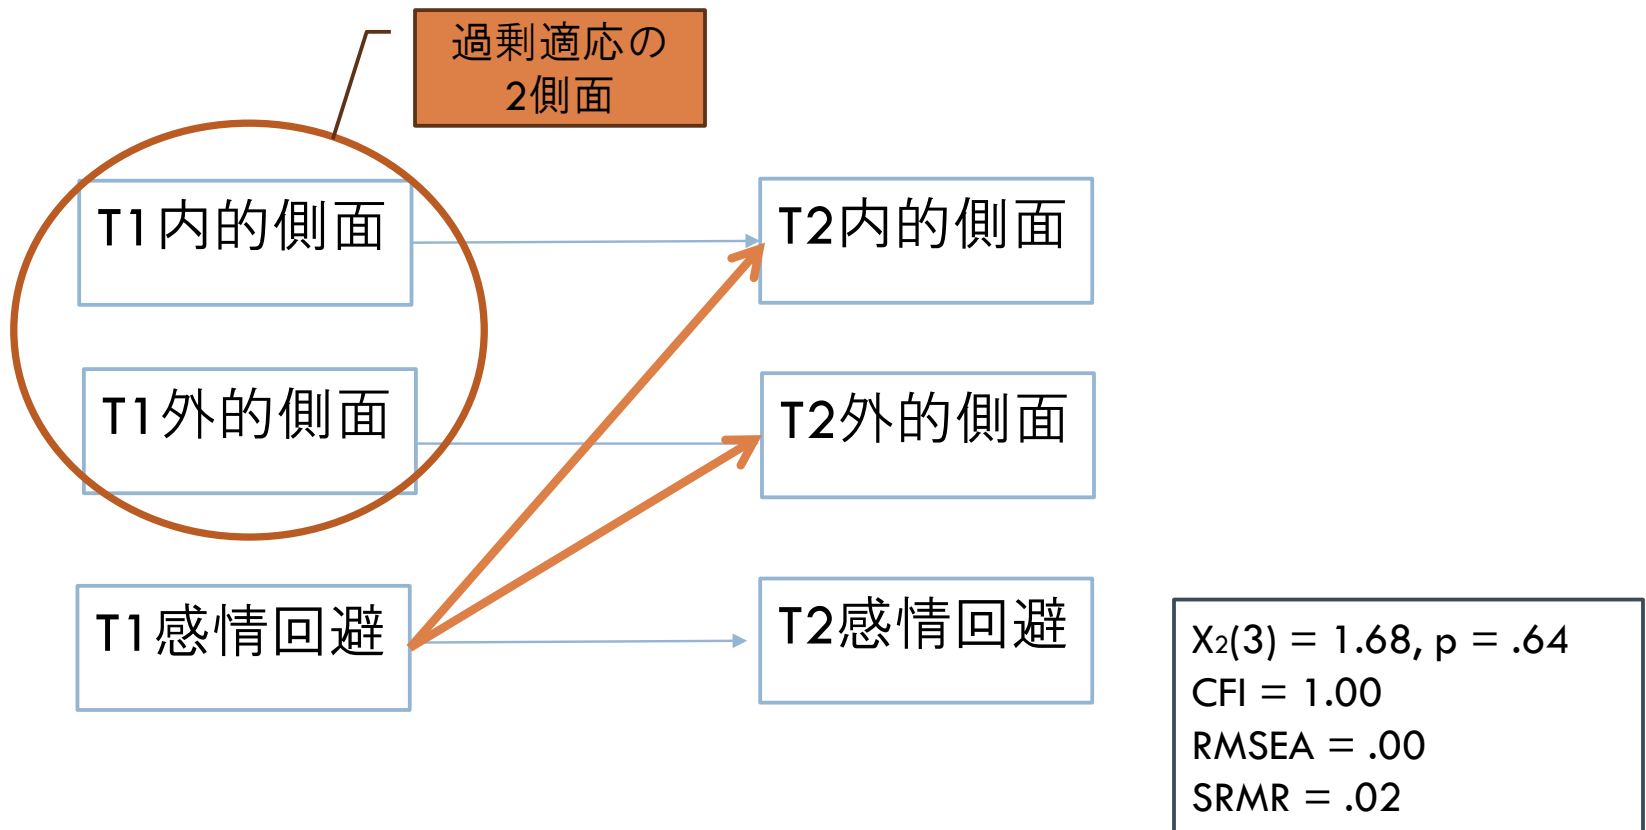 過剰適応の
2側面
T1内的側面
T2内的側面
T1外的側面
T2外的側面
T1感情回避
T2感情回避
X2(3) = 1.68, p = .64
CFI = 1.00
RMSEA = .00
SRMR = .02